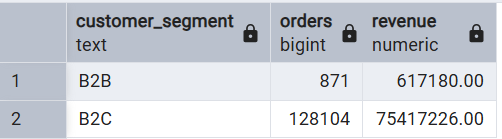 customer_segment orders revenue
text bigint numeric
1 B2B 871 617180.00
2 B2C 128104 75417226.00